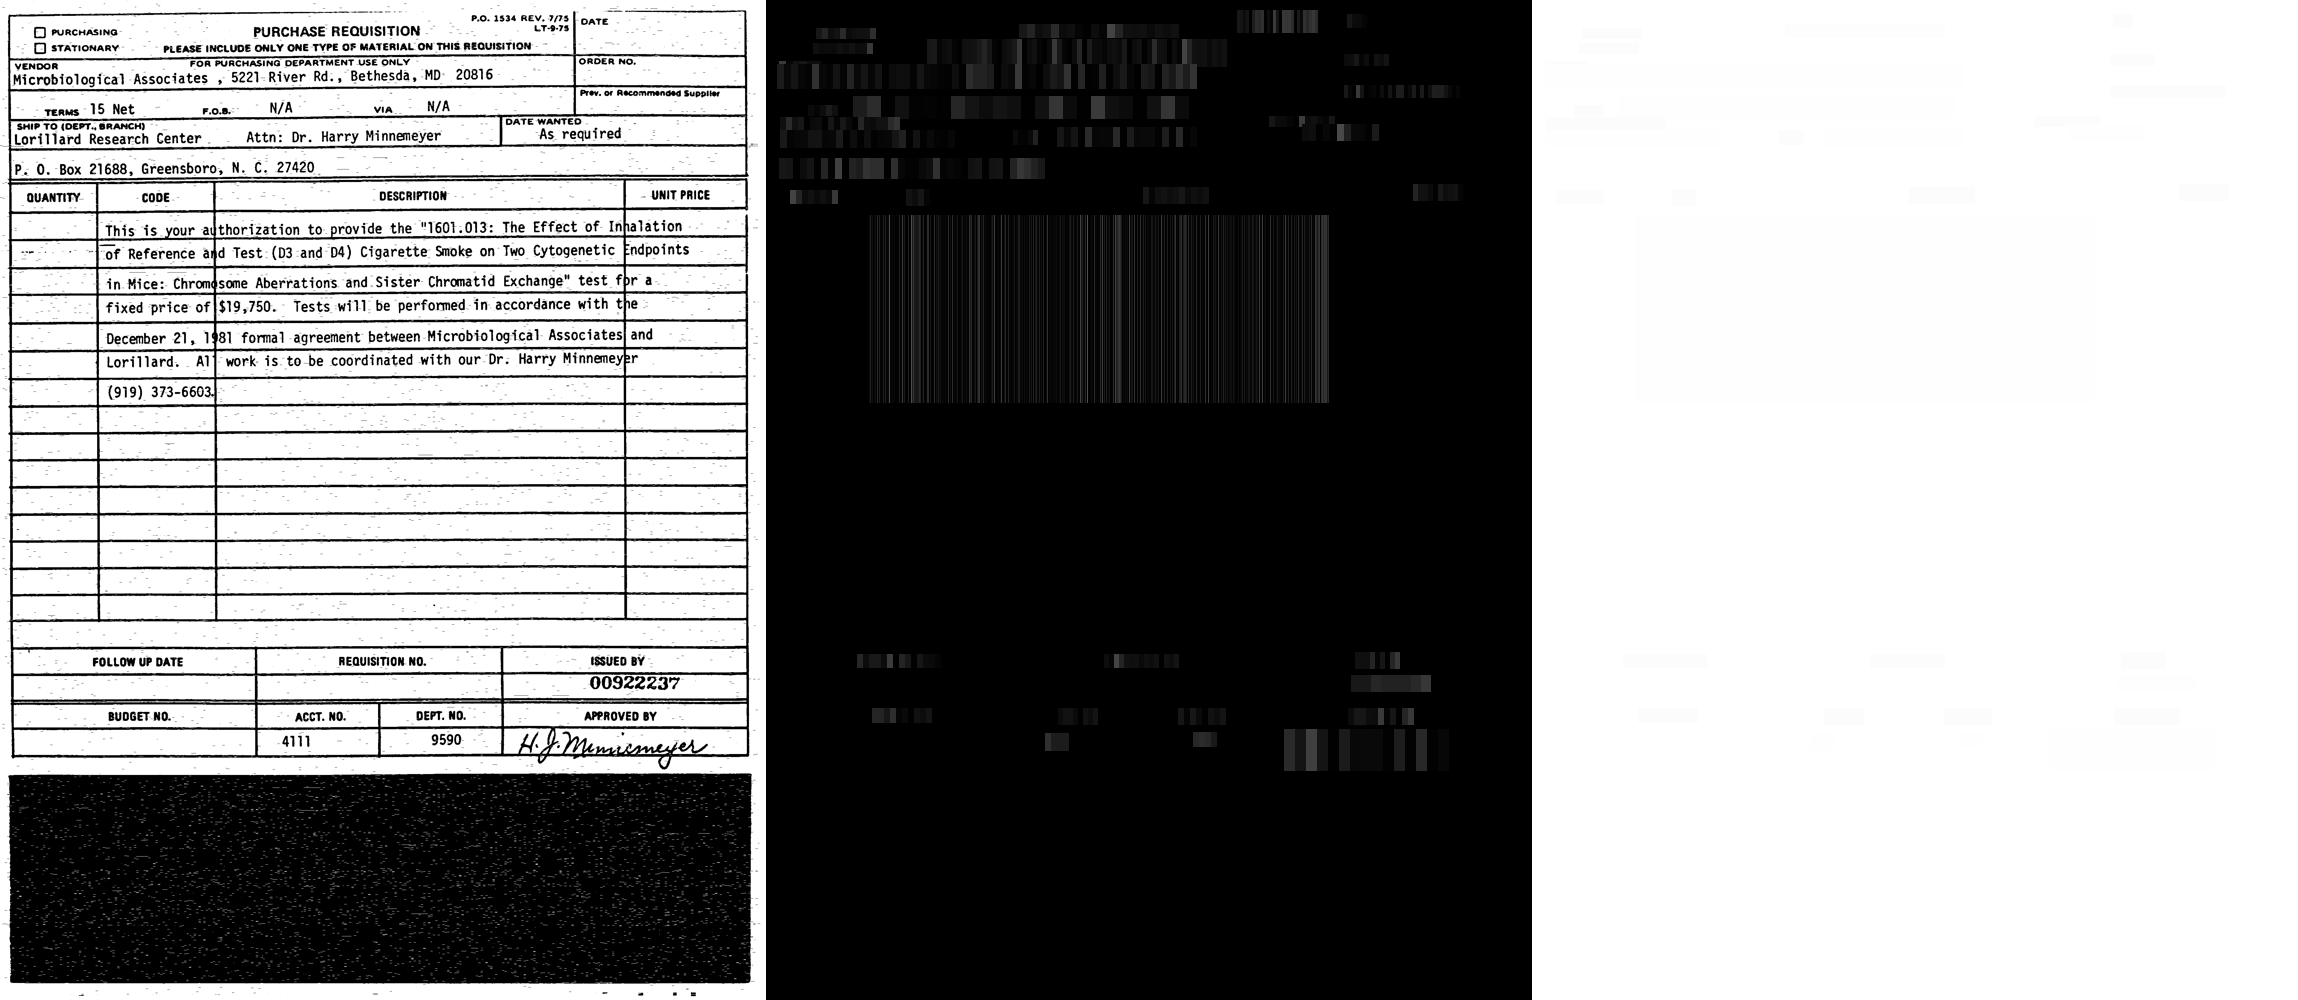 P.O. 1534 REV. 7/75
LT-9-75
PURCHASING
STATIONARY
PURCHASE REQUISITION
PLEASE INCLUDE ONLY ONE TYPE OF MATERIAL ON THIS REQUISITION
DATE
VENDOR
FOR PURCHASING DEPARTMENT USE ONLY
ORDER NO.
Microbiological Associates , 5221 River Rd., Bethesda, MD 20816
TERMS 15 Net F.O.B. N/A VIA N/A
Prev. or Recommended Supplier
SHIP TO (DEPT., BRANCH)
DATE WANTED
Lorillard Research Center Attn: Dr. Harry Minnemeyer
As required
P. O. Box 21688, Greensboro, N. C. 27420
QUANTITY CODE DESCRIPTION UNIT PRICE
This is your authorization to provide the "1601.013: The Effect of Inhalation
of Reference and Test (D3 and D4) Cigarette Smoke on Two Cytogenetic Endpoints
in Mice: Chromosome Aberrations and Sister Chromatid Exchange" test for a
fixed price of $19,750. Tests will be performed in accordance with the
December 21, 1981 formal agreement between Microbiological Associates and
Lorillard. All work is to be coordinated with our Dr. Harry Minnemeyer
(919) 373-6603.
FOLLOW UP DATE REQUISITION NO. ISSUED BY
00922237
BUDGET NO. ACCT. NO. DEPT. NO. APPROVED BY
4111 9590 H. J. Minnemeyer